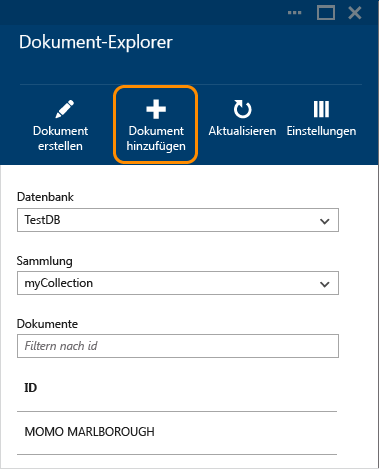 Dokument-Explorer
Dokument
erstellen
Dokument
hinzufügen
Aktualisieren
Einstellungen
Datenbank
TestDB
Sammlung
myCollection
Dokumente
Filtern nach id
ID
MOMO MARLBOROUGH